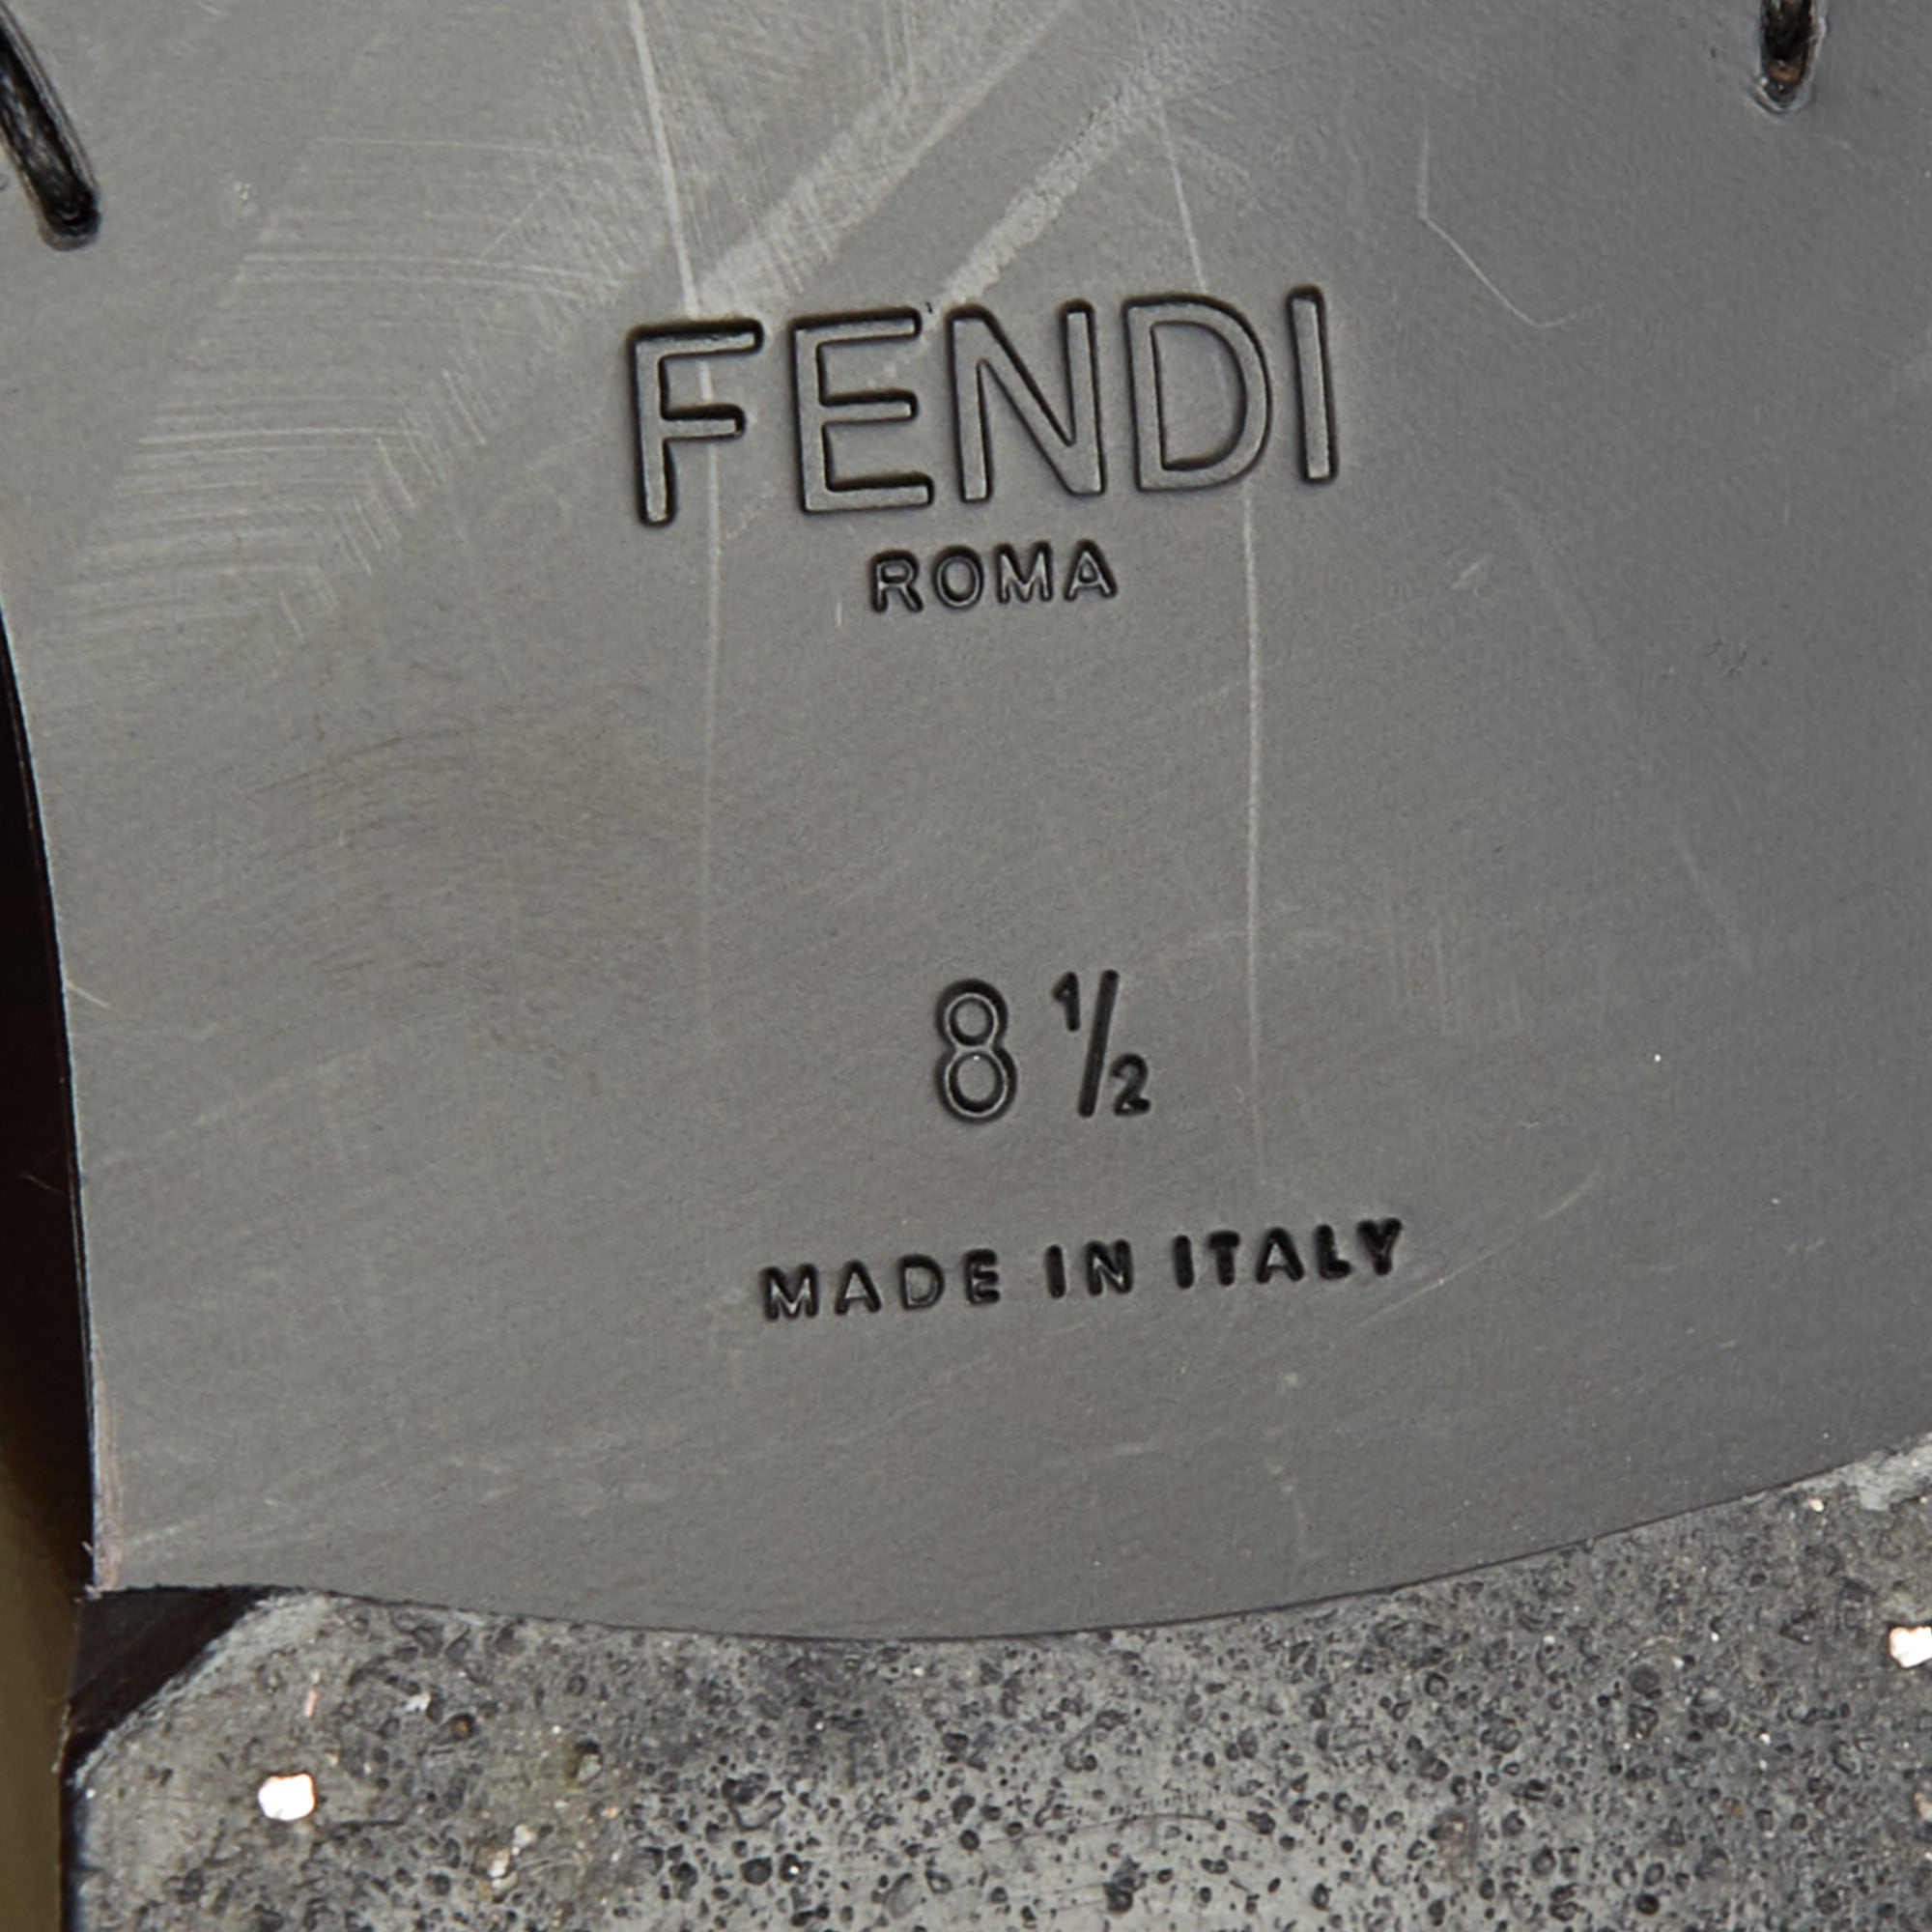 FENDI
ROMA
8 ½
MADE IN ITALY